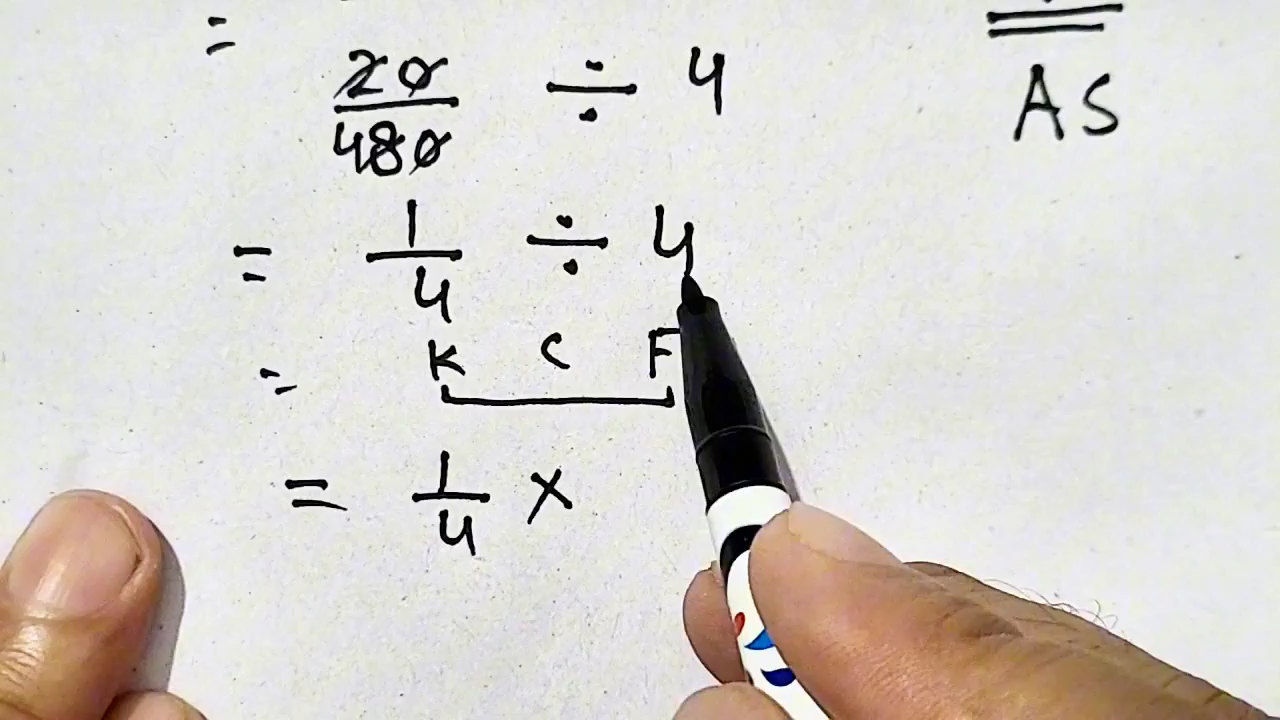 =
20/480 ÷ 4
AS
= 1/4 ÷ 4
= K C F
= 1/4 ×